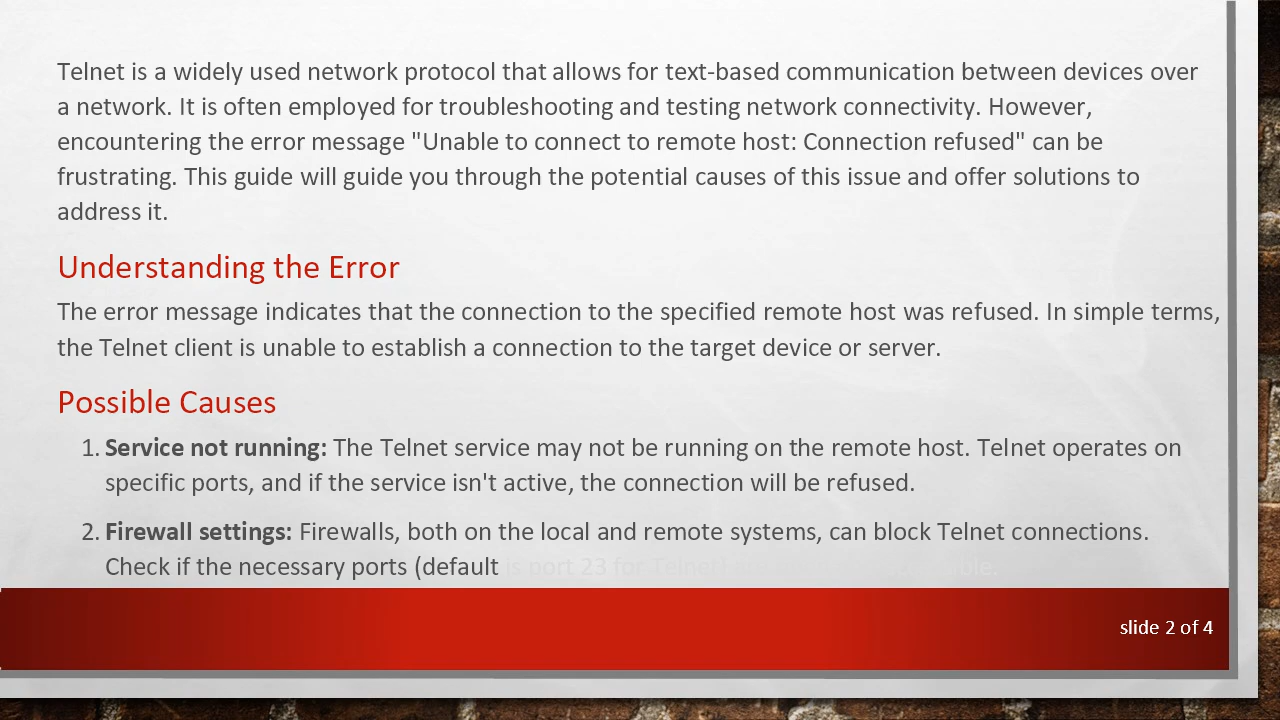 Telnet is a widely used network protocol that allows for text-based communication between devices over
a network. It is often employed for troubleshooting and testing network connectivity. However,
encountering the error message "Unable to connect to remote host: Connection refused" can be
frustrating. This guide will guide you through the potential causes of this issue and offer solutions to
address it.
Understanding the Error
The error message indicates that the connection to the specified remote host was refused. In simple terms,
the Telnet client is unable to establish a connection to the target device or server.
Possible Causes
1. Service not running: The Telnet service may not be running on the remote host. Telnet operates on
specific ports, and if the service isn't active, the connection will be refused.
2. Firewall settings: Firewalls, both on the local and remote systems, can block Telnet connections.
Check if the necessary ports (default is port 23 for Telnet)
slide 2 of 4